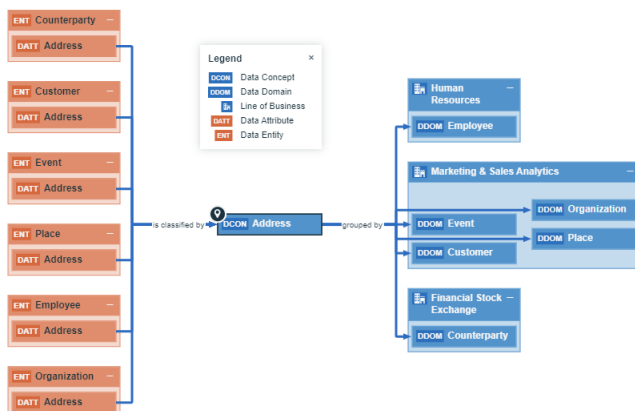 ENT Counterparty
DATT Address
ENT Customer
DATT Address
ENT Event
DATT Address
ENT Place
DATT Address
ENT Employee
DATT Address
ENT Organization
DATT Address
Legend ×
DCON Data Concept
DDOM Data Domain
Line of Business
DATT Data Attribute
ENT Data Entity
is classified by
DCON Address
grouped by
Human
Resources
DDOM Employee
Marketing & Sales Analytics
DDOM Organization
DDOM Event
DDOM Place
DDOM Customer
Financial Stock
Exchange
DDOM Counterparty